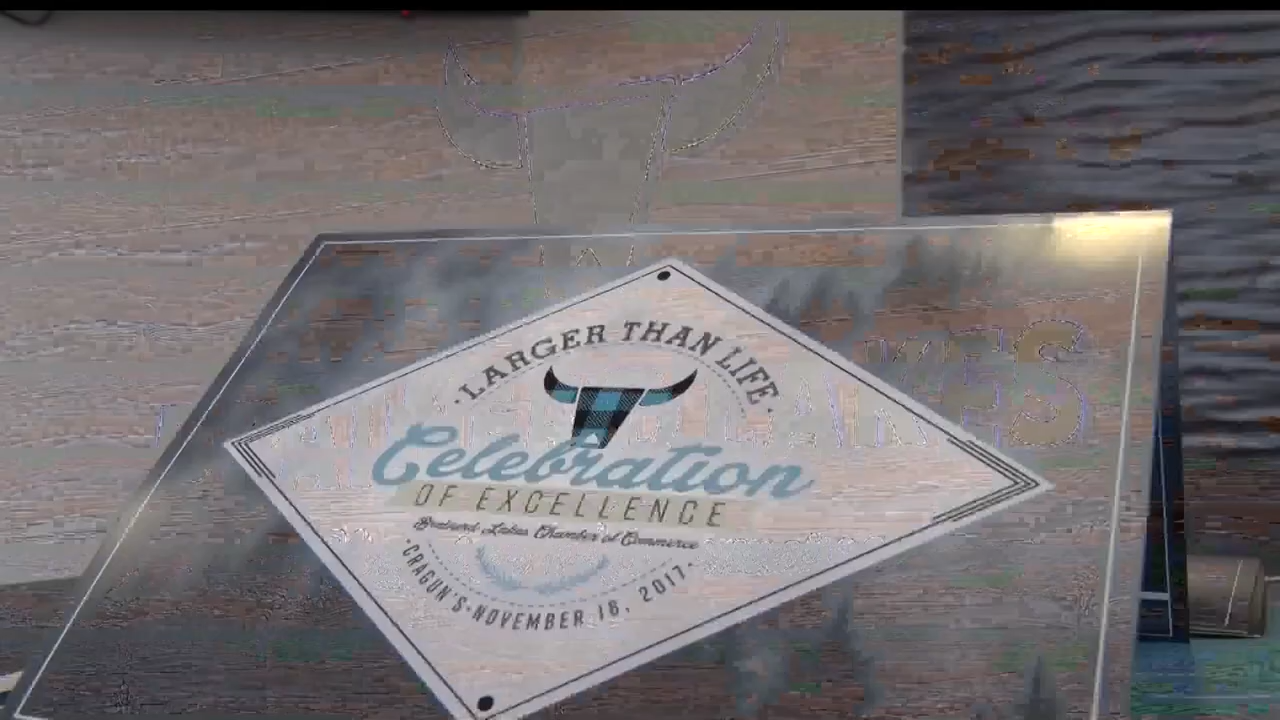 ·LARGER THAN LIFE·
Celebration
OF EXCELLENCE
Brainerd Lakes Chamber of Commerce
·CRAGUN'S·NOVEMBER 16, 2017·